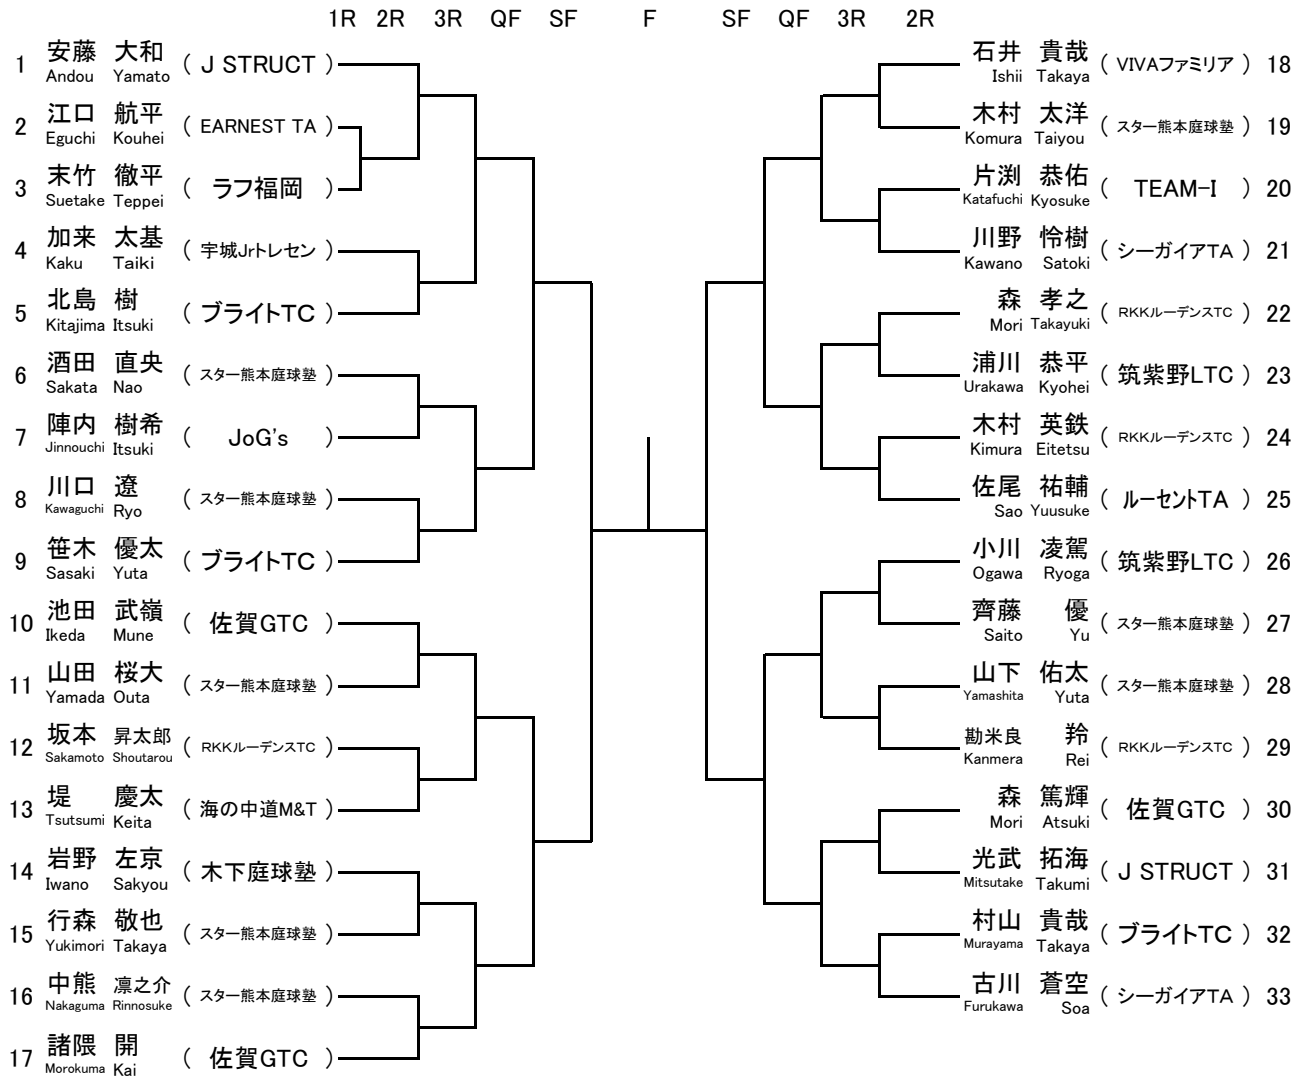 1R 2R 3R QF SF F SF QF 3R 2R
1 安藤 大和 ( J STRUCT )
Andou Yamato
2 江口 航平 ( EARNEST TA )
Eguchi Kouhei
3 末竹 徹平 ( ラフ福岡 )
Suetake Teppei
4 加来 太基 ( 宇城Jrトレセン )
Kaku Taiki
5 北島 樹 ( ブライトTC )
Kitajima Itsuki
6 酒田 直央 ( スター熊本庭球塾 )
Sakata Nao
7 陣内 樹希 ( JoG's )
Jinnouchi Itsuki
8 川口 遼 ( スター熊本庭球塾 )
Kawaguchi Ryo
9 笹木 優太 ( ブライトTC )
Sasaki Yuta
10 池田 武嶺 ( 佐賀GTC )
Ikeda Mune
11 山田 桜大 ( スター熊本庭球塾 )
Yamada Outa
12 坂本 昇太郎 ( RKKルーデンスTC )
Sakamoto Shoutarou
13 堤 慶太 ( 海の中道M&T )
Tsutsumi Keita
14 岩野 左京 ( 木下庭球塾 )
Iwano Sakyou
15 行森 敬也 ( スター熊本庭球塾 )
Yukimori Takaya
16 中熊 凛之介 ( スター熊本庭球塾 )
Nakaguma Rinnosuke
17 諸隈 開 ( 佐賀GTC )
Morokuma Kai
石井 貴哉 ( VIVAファミリア ) 18
Ishii Takaya
木村 太洋 ( スター熊本庭球塾 ) 19
Komura Taiyou
片渕 恭佑 ( TEAM-I ) 20
Katafuchi Kyosuke
川野 怜樹 ( シーガイアTA ) 21
Kawano Satoki
森 孝之 ( RKKルーデンスTC ) 22
Mori Takayuki
浦川 恭平 ( 筑紫野LTC ) 23
Urakawa Kyohei
木村 英鉄 ( RKKルーデンスTC ) 24
Kimura Eitetsu
佐尾 祐輔 ( ルーセントTA ) 25
Sao Yuusuke
小川 凌駕 ( 筑紫野LTC ) 26
Ogawa Ryoga
齊藤 優 ( スター熊本庭球塾 ) 27
Saito Yu
山下 佑太 ( スター熊本庭球塾 ) 28
Yamashita Yuta
勘米良 羚 ( RKKルーデンスTC ) 29
Kanmera Rei
森 篤輝 ( 佐賀GTC ) 30
Mori Atsuki
光武 拓海 ( J STRUCT ) 31
Mitsutake Takumi
村山 貴哉 ( ブライトTC ) 32
Murayama Takaya
古川 蒼空 ( シーガイアTA ) 33
Furukawa Soa